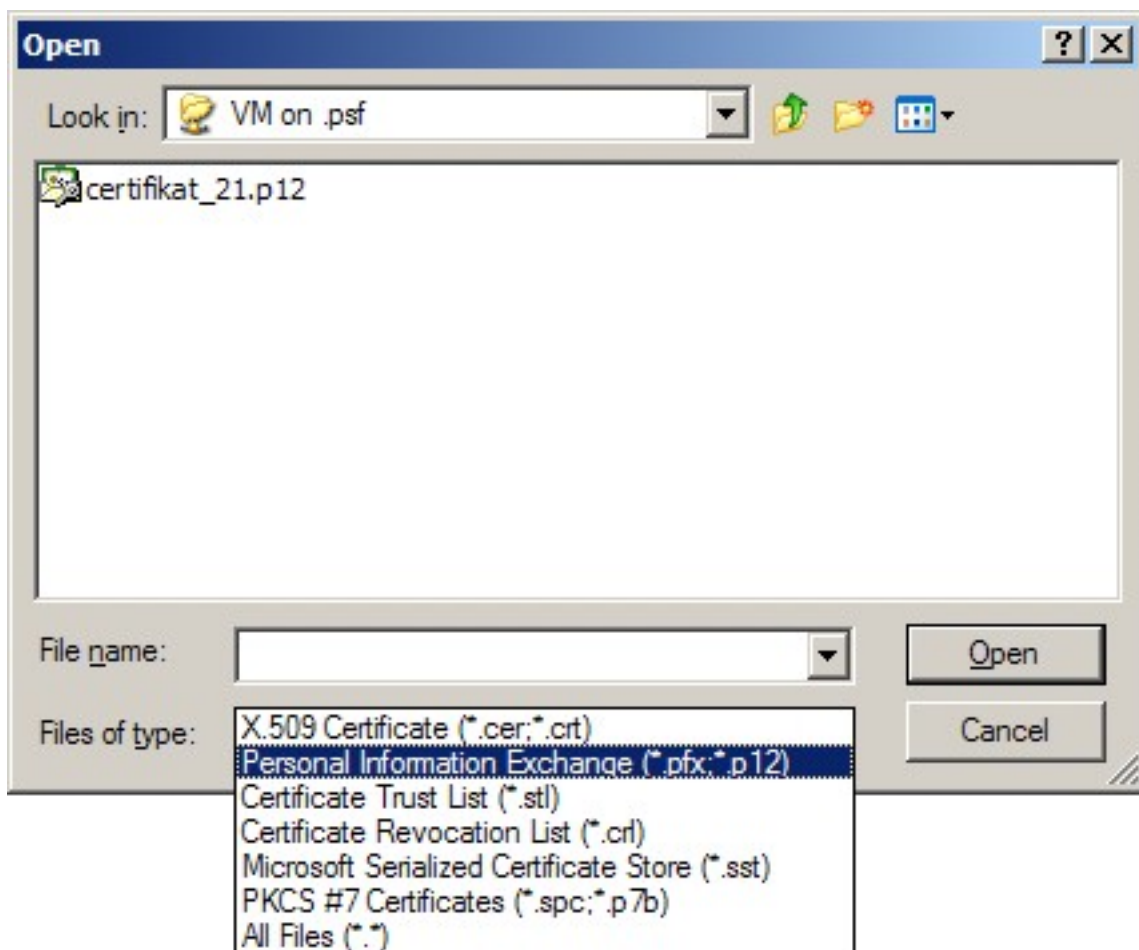 Open
Look in: VM on .psf
certifikat_21.p12
File name:
Open
Files of type:
Cancel
X.509 Certificate (*.cer;*.crt)
Personal Information Exchange (*.pfx;*.p12)
Certificate Trust List (*.stl)
Certificate Revocation List (*.crl)
Microsoft Serialized Certificate Store (*.sst)
PKCS #7 Certificates (*.spc;*.p7b)
All Files (*.*)